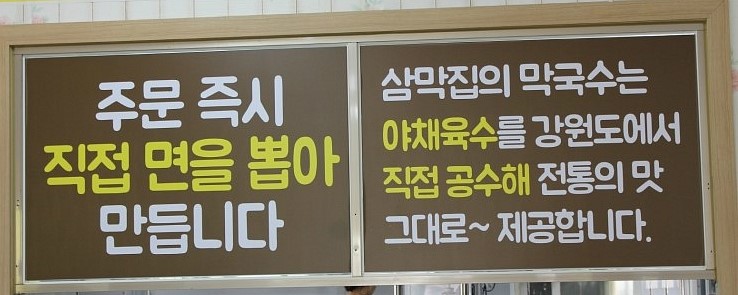 주문 즉시
직접 면을 뽑아
만듭니다
삼막집의 막국수는
야채육수를 강원도에서
직접 공수해 전통의 맛
그대로~ 제공합니다.